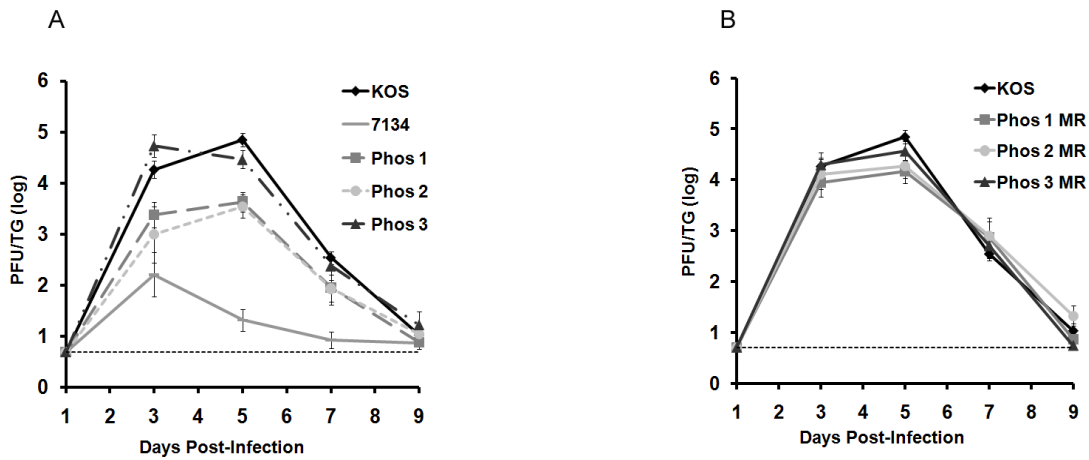 A
6
5
4
3
2
1
0
PFU/TG (log)
1 2 3 4 5 6 7 8 9
Days Post-Infection
KOS
7134
Phos 1
Phos 2
Phos 3
B
6
5
4
3
2
1
0
PFU/TG (log)
1 2 3 4 5 6 7 8 9
Days Post-Infection
KOS
Phos 1 MR
Phos 2 MR
Phos 3 MR